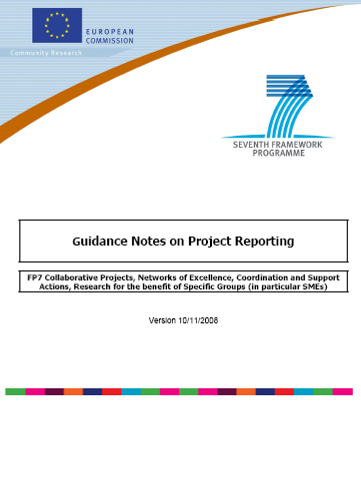 EUROPEAN
COMMISSION
Community Research
SEVENTH FRAMEWORK
PROGRAMME
Guidance Notes on Project Reporting
FP7 Collaborative Projects, Networks of Excellence, Coordination and Support
Actions, Research for the benefit of Specific Groups (in particular SMEs)
Version 10/11/2008